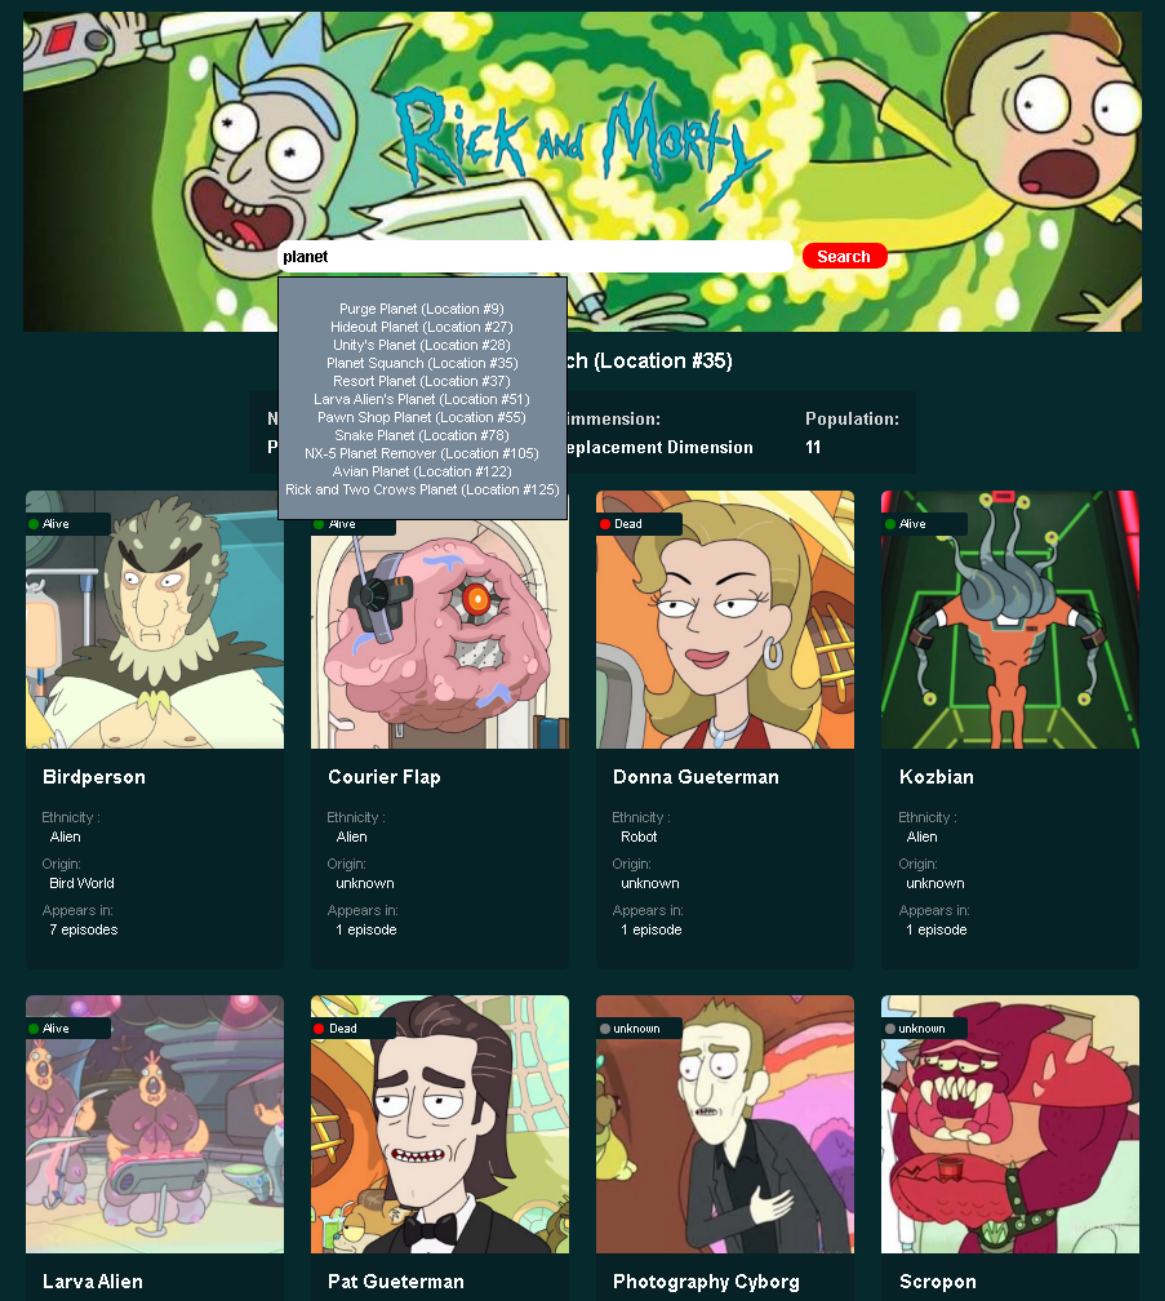 Rick and Morty
planet
Search
Purge Planet (Location #9)
Hideout Planet (Location #27)
Unity's Planet (Location #28)
Planet Squanch (Location #35)
Resort Planet (Location #37)
Larva Alien's Planet (Location #51)
Pawn Shop Planet (Location #55)
Snake Planet (Location #78)
NX-5 Planet Remover (Location #105)
Avian Planet (Location #122)
Rick and Two Crows Planet (Location #125)
ch (Location #35)
N immension: Population:
P eplacement Dimension 11
Alive Alive Dead Alive
Birdperson Courier Flap Donna Gueterman Kozbian
Ethnicity : Ethnicity : Ethnicity : Ethnicity :
Alien Alien Robot Alien
Origin: Origin: Origin: Origin:
Bird World unknown unknown unknown
Appears in: Appears in: Appears in: Appears in:
7 episodes 1 episode 1 episode 1 episode
Alive Dead unknown unknown
Larva Alien Pat Gueterman Photography Cyborg Scropon